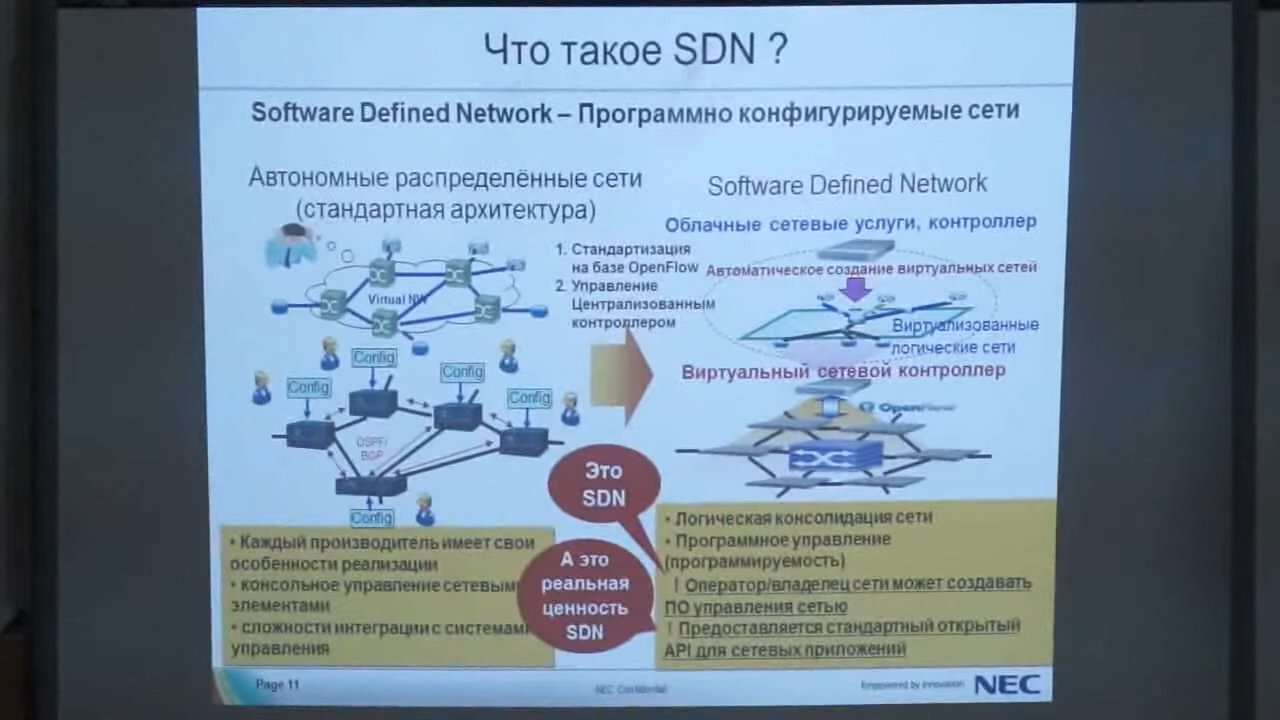 Что такое SDN ?
Software Defined Network – Программно конфигурируемые сети
Автономные распределённые сети
(стандартная архитектура)
Virtual NW
Config
Config
Config
Config
OSPF/
BGP
Config
1. Стандартизация
на базе OpenFlow
2. Управление
Централизованным
контроллером
Software Defined Network
Облачные сетевые услуги, контроллер
Автоматическое создание виртуальных сетей
Виртуализованные
логические сети
Виртуальный сетевой контроллер
OpenFlow
Это
SDN
А это
реальная
ценность
SDN
• Каждый производитель имеет свои
особенности реализации
• консольное управление сетевым
элементами
• сложности интеграции с системам
управления
• Логическая консолидация сети
• Программное управление
(программируемость)
! Оператор/владелец сети может создавать
ПО управления сетью
! Предоставляется стандартный открытый
API для сетевых приложений
Page 11
NEC Confidential
Empowered by Innovation
NEC